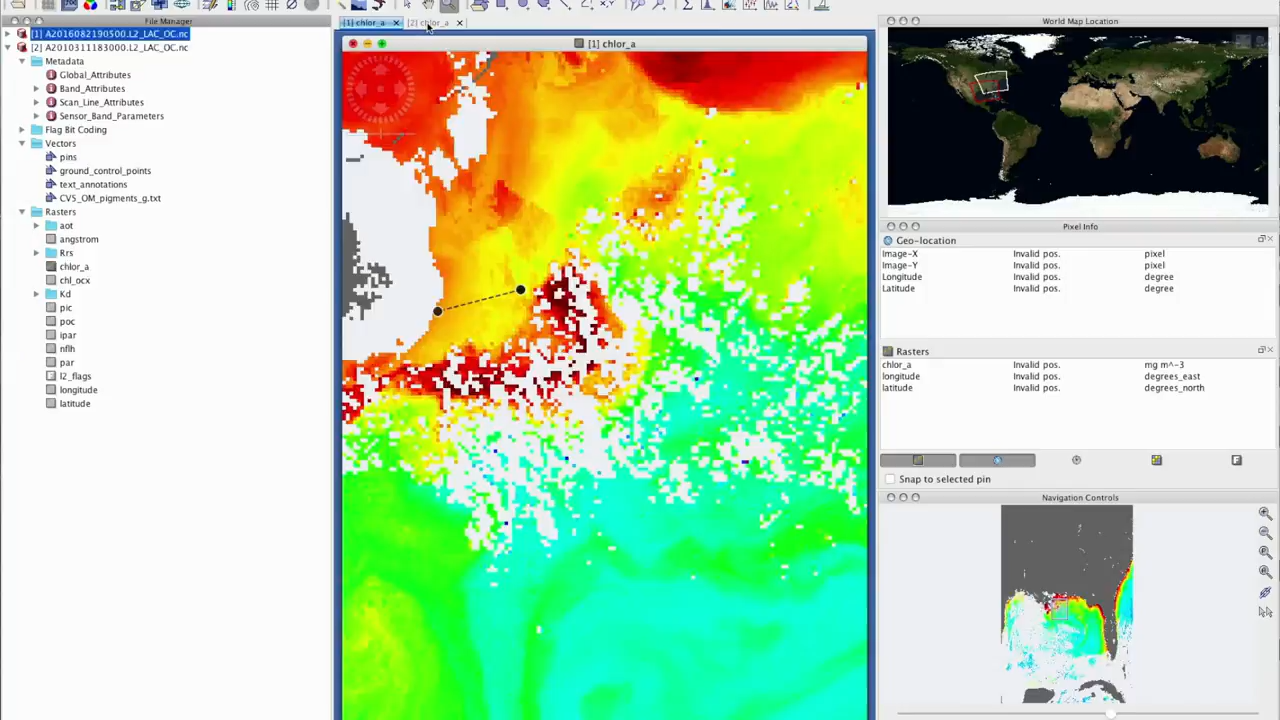 File Manager
[1] chlor_a
[2] chlor_a
World Map Location
[1] A2016082190500.L2_LAC_OC.nc
[2] A2010311183000.L2_LAC_OC.nc
Metadata
Global_Attributes
Band_Attributes
Scan_Line_Attributes
Sensor_Band_Parameters
Flag Bit Coding
Vectors
pins
ground_control_points
text_annotations
CV5_OM_pigments_g.txt
Rasters
aot
angstrom
Rrs
chlor_a
chl_ocx
Kd
pic
poc
ipar
nflh
par
l2_flags
longitude
latitude
[1] chlor_a
Pixel Info
Geo-location
Image-X Invalid pos. pixel
Image-Y Invalid pos. pixel
Longitude Invalid pos. degree
Latitude Invalid pos. degree
Rasters
chlor_a Invalid pos. mg m^-3
longitude Invalid pos. degrees_east
latitude Invalid pos. degrees_north
Snap to selected pin
Navigation Controls